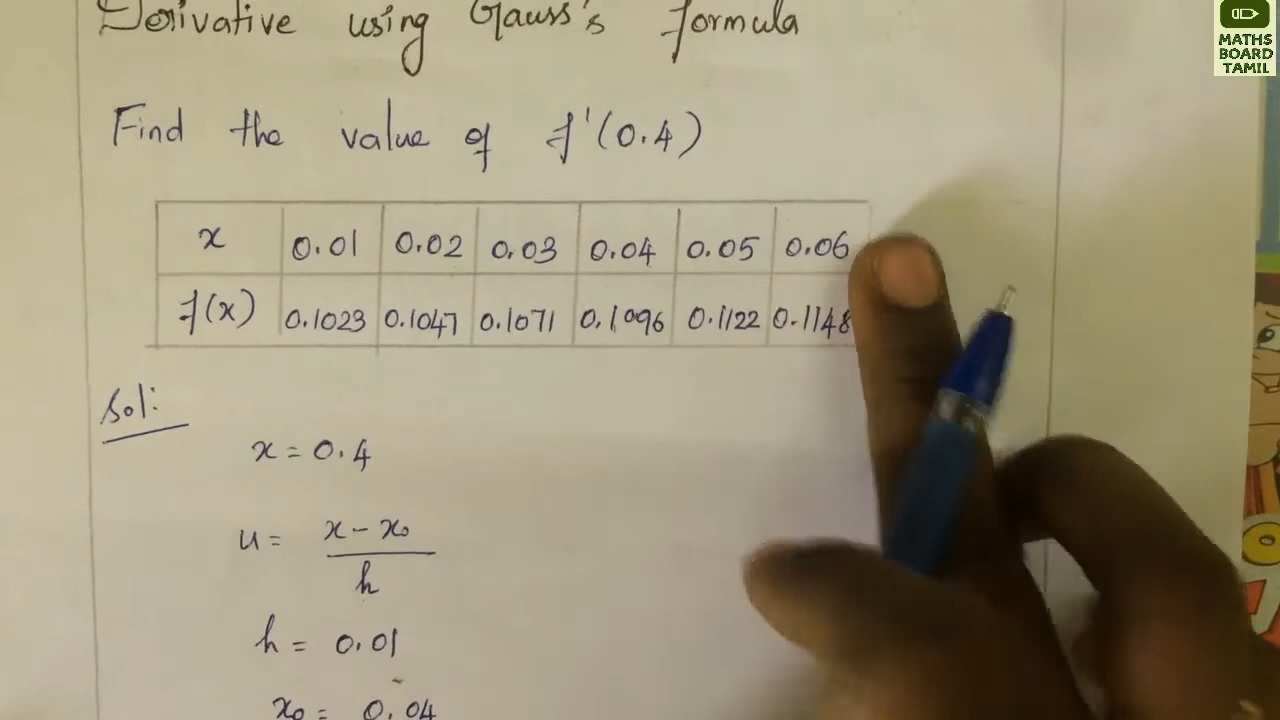 Derivative using Gauss's formula
MATHS
BOARD
TAMIL
Find the value of f'(0.4)
x 0.01 0.02 0.03 0.04 0.05 0.06
f(x) 0.1023 0.1047 0.1071 0.1096 0.1122 0.1148
Sol:
x = 0.4
u = x - x₀
h
h = 0.01
x₀ = 0.04